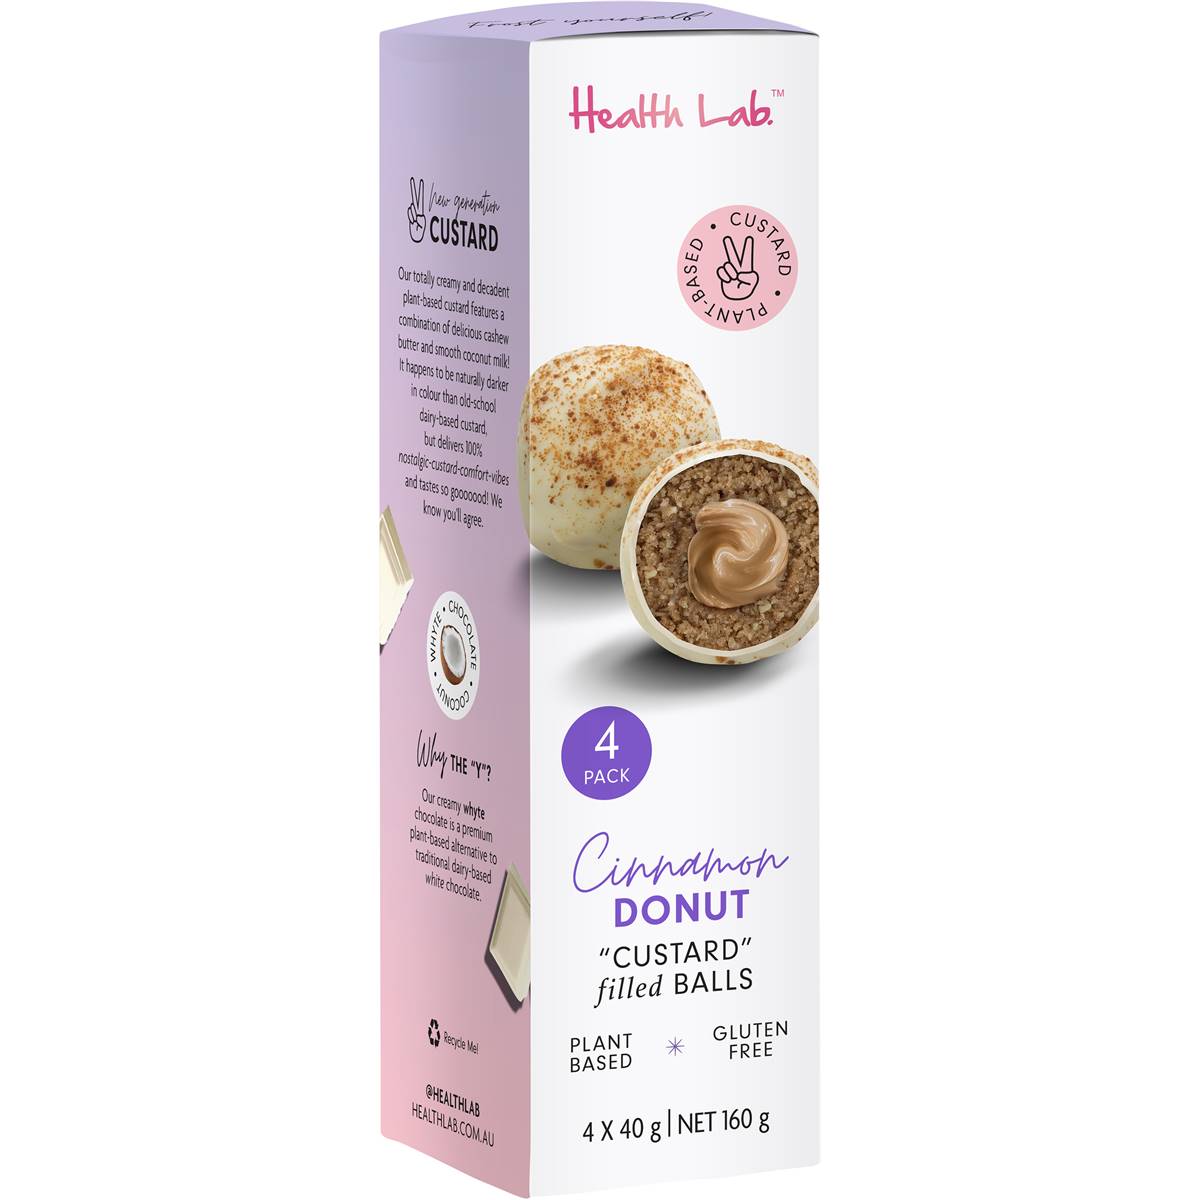 Treat yourself!
New generation
CUSTARD
Our totally creamy and decadent
plant-based custard features a
combination of delicious cashew
butter and smooth coconut milk!
It happens to be naturally darker
in colour than old-school
dairy-based custard,
but delivers 100%
nostalgic-custard-comfort-vibes
and tastes so gooooood! We
know you'll agree.
WHYTE • CHOCOLATE • COCONUT •
Why THE "Y"?
Our creamy whyte
chocolate is a premium
plant-based alternative to
traditional dairy-based
white chocolate.
Recycle Me!
@HEALTHLAB
HEALTHLAB.COM.AU
Health Lab.™
PLANT-BASED • CUSTARD •
4
PACK
Cinnamon
DONUT
“CUSTARD”
filled BALLS
PLANT
BASED
GLUTEN
FREE
4 X 40 g | NET 160 g